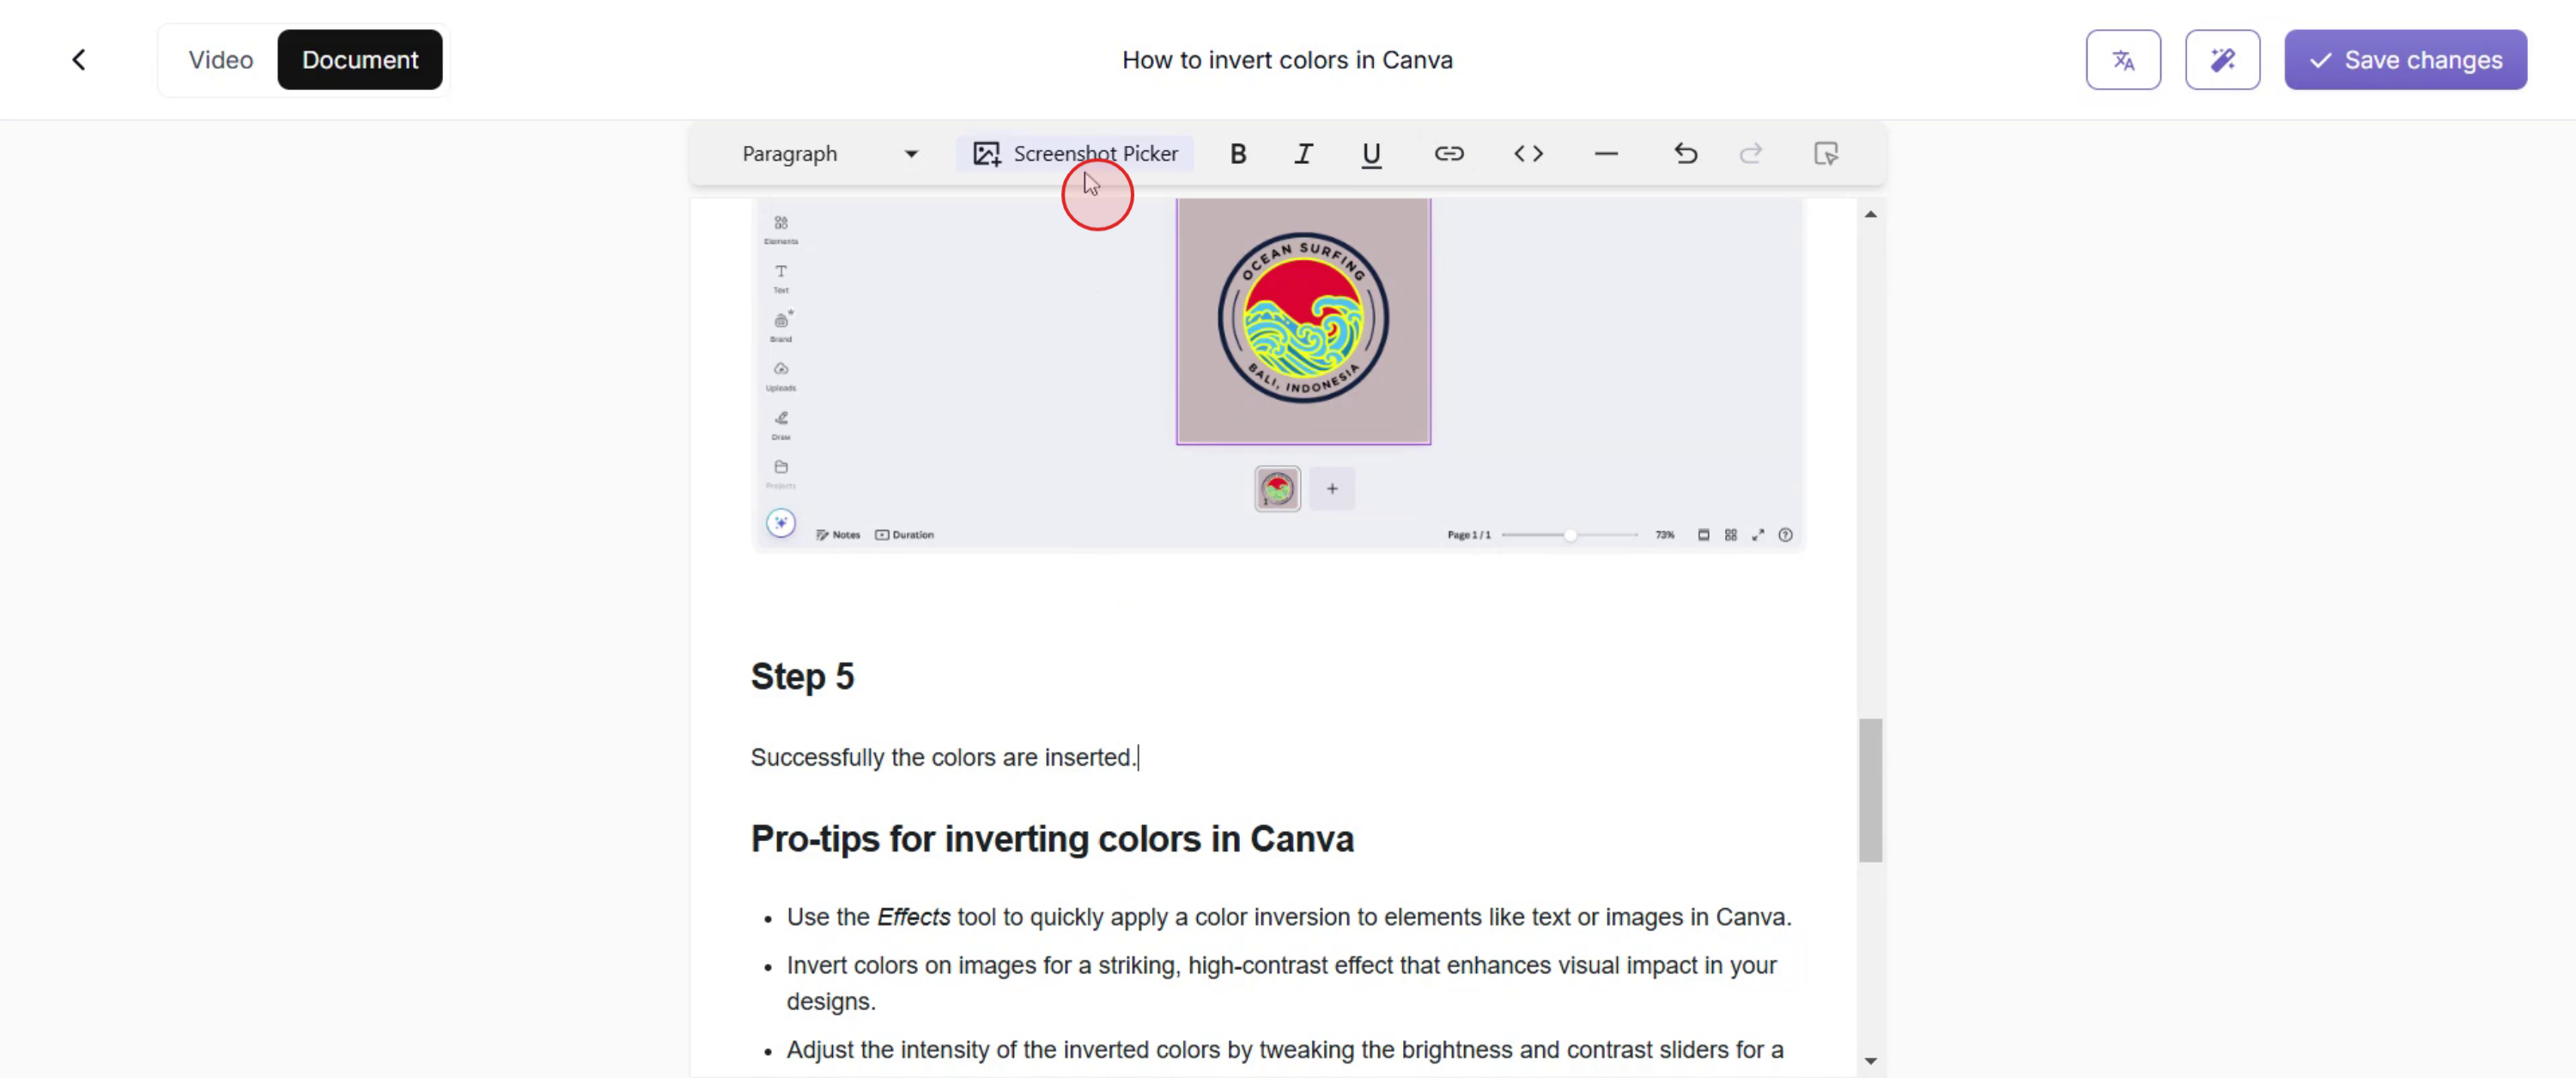 Video
Document
How to invert colors in Canva
Save changes
Paragraph
Screenshot Picker
B
I
U
Elements
Text
Brand
Uploads
Draw
Projects
OCEAN SURFING
BALI, INDONESIA
1
+
Notes
Duration
Page 1 / 1
73%
Step 5
Successfully the colors are inserted.
Pro-tips for inverting colors in Canva
• Use the Effects tool to quickly apply a color inversion to elements like text or images in Canva.
• Invert colors on images for a striking, high-contrast effect that enhances visual impact in your
designs.
• Adjust the intensity of the inverted colors by tweaking the brightness and contrast sliders for a